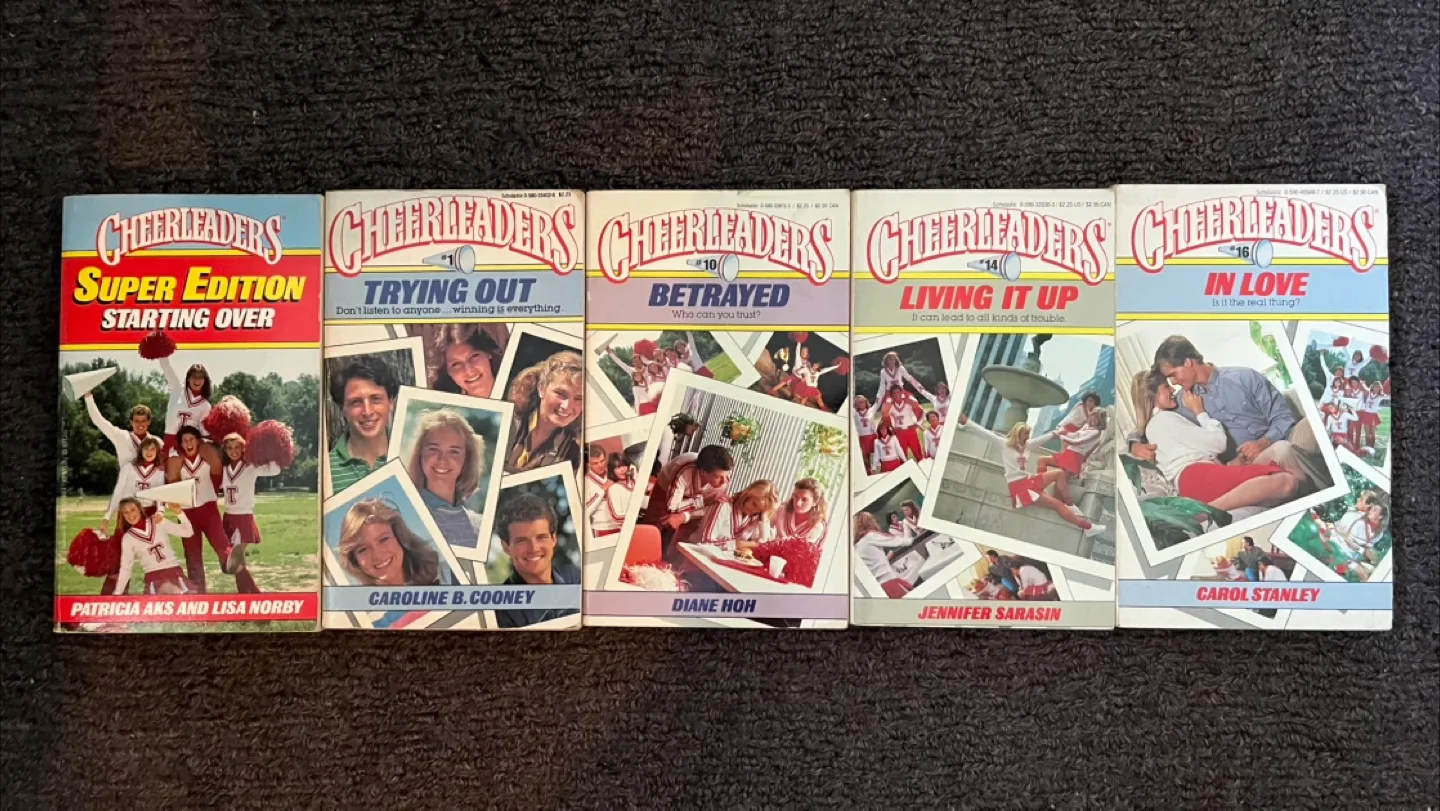 CHEERLEADERS™
SUPER EDITION
STARTING OVER
PATRICIA AKS AND LISA NORBY
CHEERLEADERS
#1
TRYING OUT
Don't listen to anyone...winning is everything.
CAROLINE B. COONEY
CHEERLEADERS
#10
BETRAYED
Who can you trust?
DIANE HOH
CHEERLEADERS
#14
LIVING IT UP
It can lead to all kinds of trouble.
JENNIFER SARASIN
CHEERLEADERS
#16
IN LOVE
Is it the real thing?
CAROL STANLEY